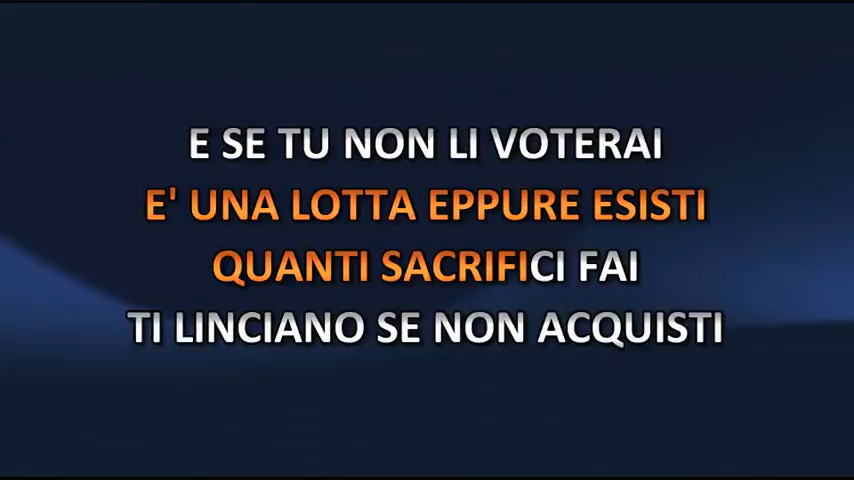 E SE TU NON LI VOTERAI
E' UNA LOTTA EPPURE ESISTI
QUANTI SACRIFICI FAI
TI LINCIANO SE NON ACQUISTI